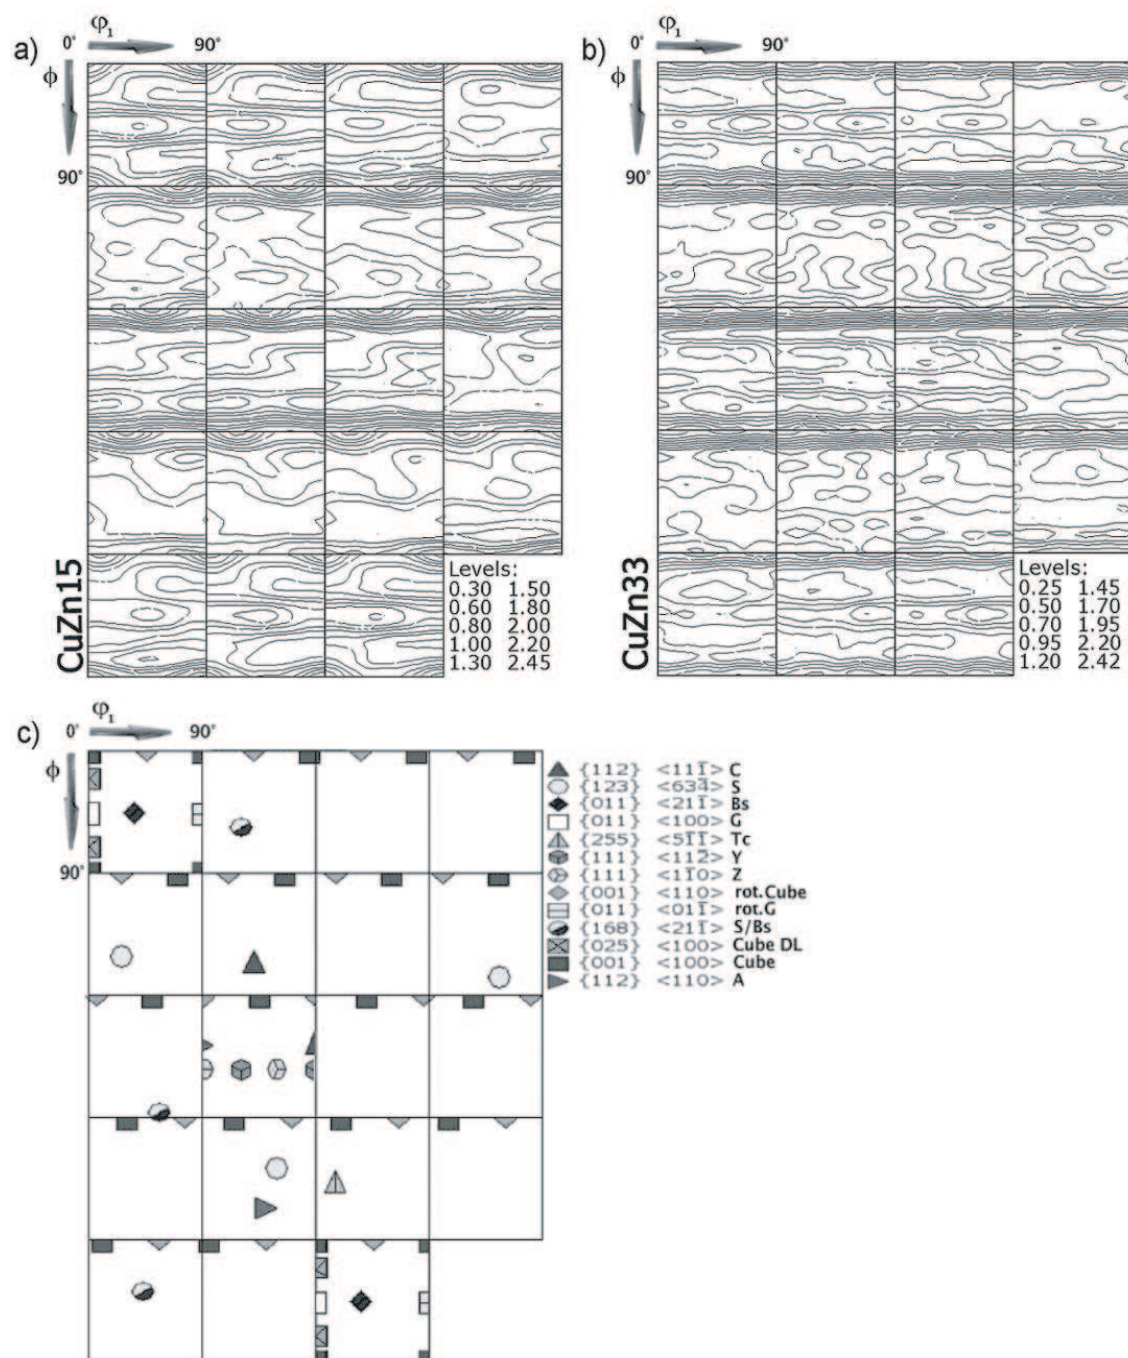 a)
φ₁
0°
90°
ϕ
90°
CuZn15
Levels:
0.30 1.50
0.60 1.80
0.80 2.00
1.00 2.20
1.30 2.45
b)
φ₁
0°
90°
ϕ
90°
CuZn33
Levels:
0.25 1.45
0.50 1.70
0.70 1.95
0.95 2.20
1.20 2.42
c)
φ₁
0°
90°
ϕ
90°
{112} <111̄> C
{123} <634̄> S
{011} <211̄> Bs
{011} <100> G
{255} <51̄1̄> Tc
{111} <112̄> Y
{111} <11̄0> Z
{001} <110> rot.Cube
{011} <011̄> rot.G
{168} <211̄> S/Bs
{025} <100> Cube DL
{001} <100> Cube
{112} <110> A